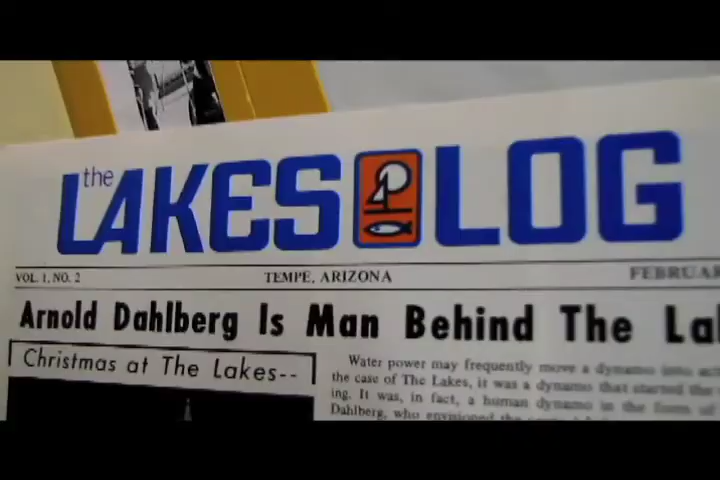 the
LAKES LOG
VOL. 1, NO. 2 TEMPE, ARIZONA
Arnold Dahlberg Is Man Behind The
Christmas at The Lakes--
Water power may frequently move a dynamo into
the case of The Lakes, it was a dynamo that started the
ing. It was, in fact, a human dynamo in the form of
Dahlberg, who envisioned the